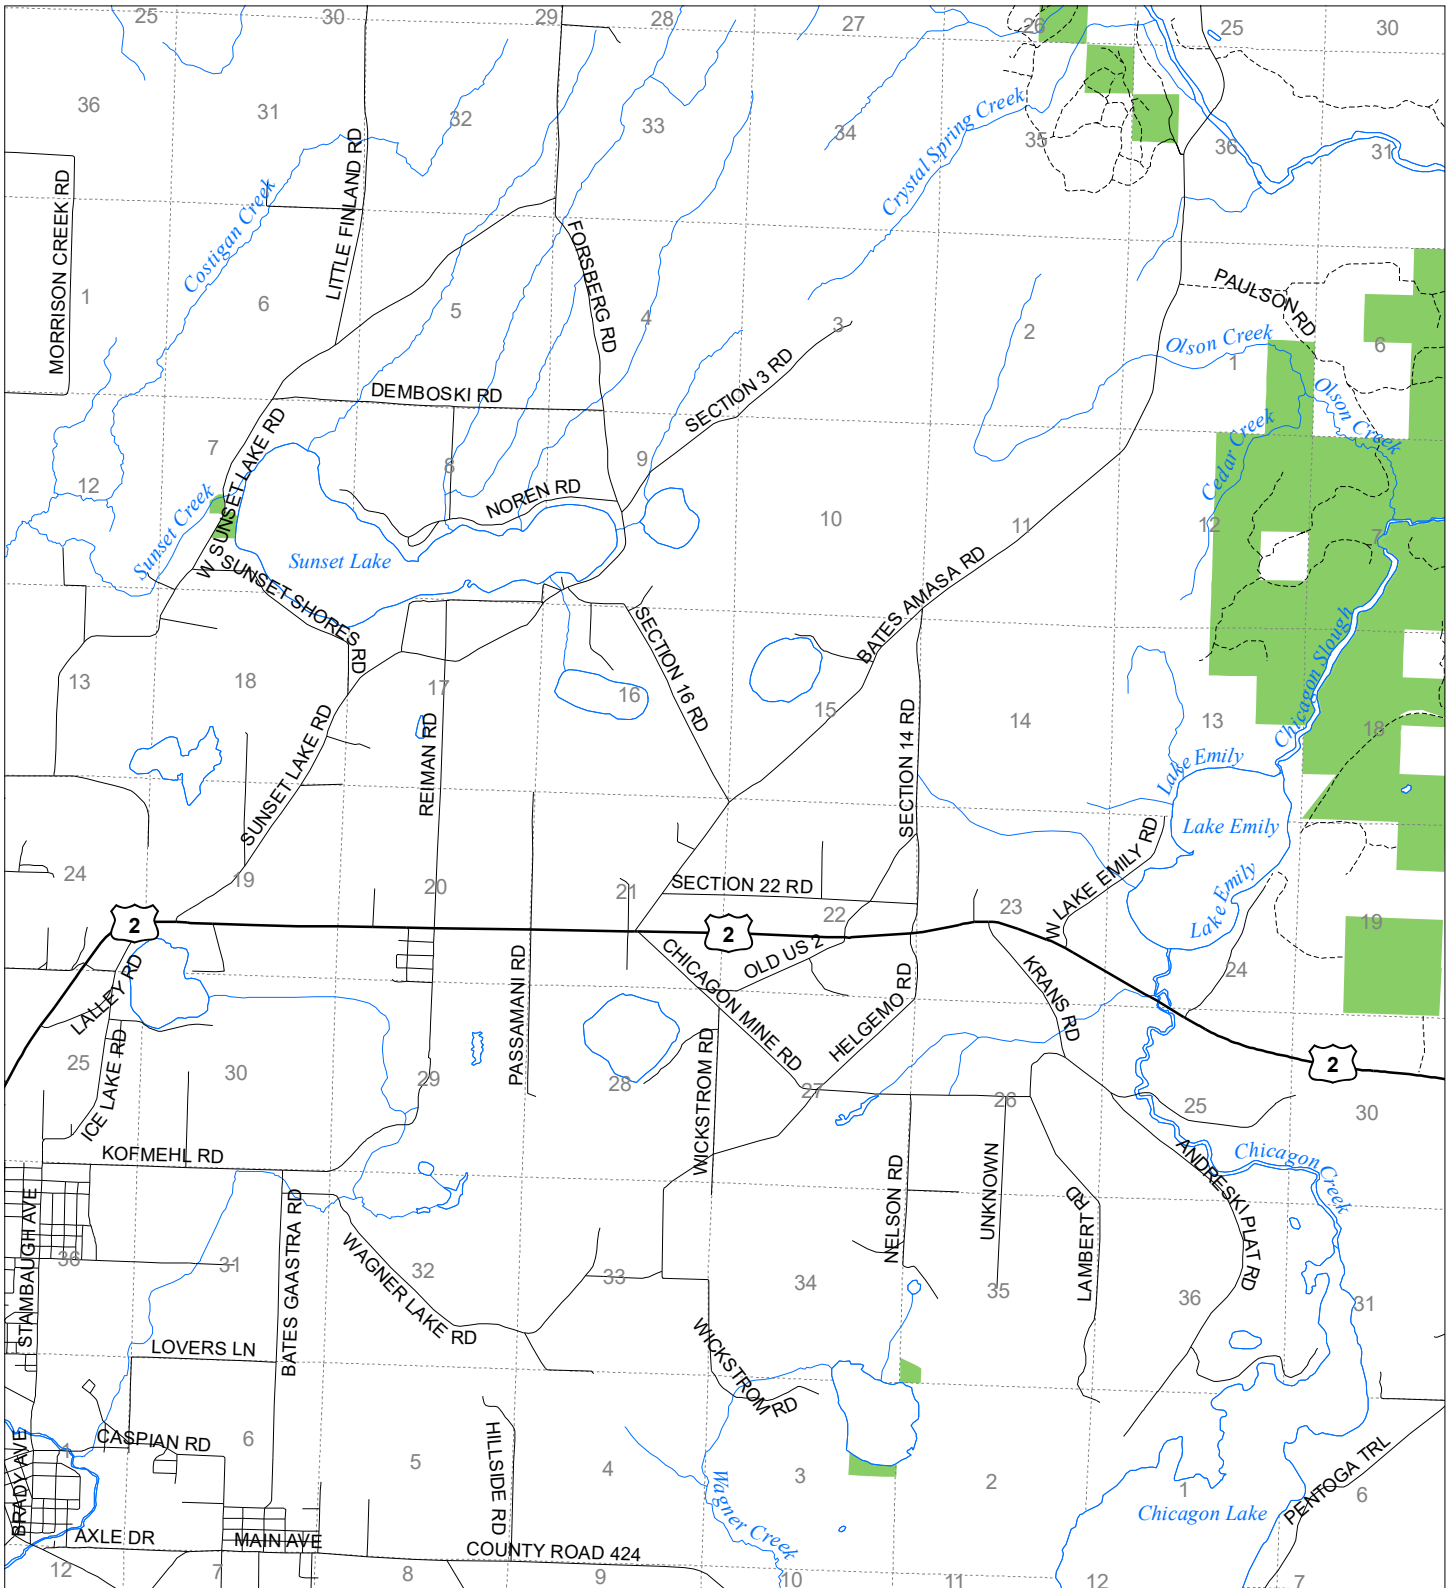 25
30
29
28
27
26
25
30
36
31
32
33
34
35
36
31
Crystal Spring Creek
LITTLE FINLAND RD
MORRISON CREEK RD
Costigan Creek
FORSBERG RD
1
6
5
4
3
2
1
6
PAULSON RD
Olson Creek
Olson Creek
SECTION 3 RD
DEMBOSKI RD
W SUNSET LAKE RD
Cedar Creek
7
8
9
12
10
11
12
7
NOREN RD
Sunset Creek
Sunset Lake
SUNSET SHORES RD
BATES AMASA RD
SECTION 16 RD
Chicagon Slough
13
18
17
16
15
14
13
18
SUNSET LAKE RD
REIMAN RD
SECTION 14 RD
Lake Emily
Lake Emily
Lake Emily
W LAKE EMILY RD
24
19
20
21
SECTION 22 RD
22
23
19
24
2
2
OLD US 2
CHICAGON MINE RD
HELGEMO RD
KRANS RD
LALLEY RD
PASSAMANI RD
WICKSTROM RD
ICE LAKE RD
2
25
30
29
28
27
26
25
30
KOFMEHL RD
Chicagon Creek
ANDRESKI PLAT RD
NELSON RD
UNKNOWN
LAMBERT RD
STAMBAUGH AVE
BATES GAASTRA RD
WAGNER LAKE RD
36
31
32
33
34
35
36
31
LOVERS LN
WICKSTROM RD
CASPIAN RD
BRADY AVE
HILLSIDE RD
1
6
5
4
3
2
1
6
Wagner Creek
Chicagon Lake
PENTOGA TRL
AXLE DR
MAIN AVE
COUNTY ROAD 424
12
7
8
9
10
11
12
7